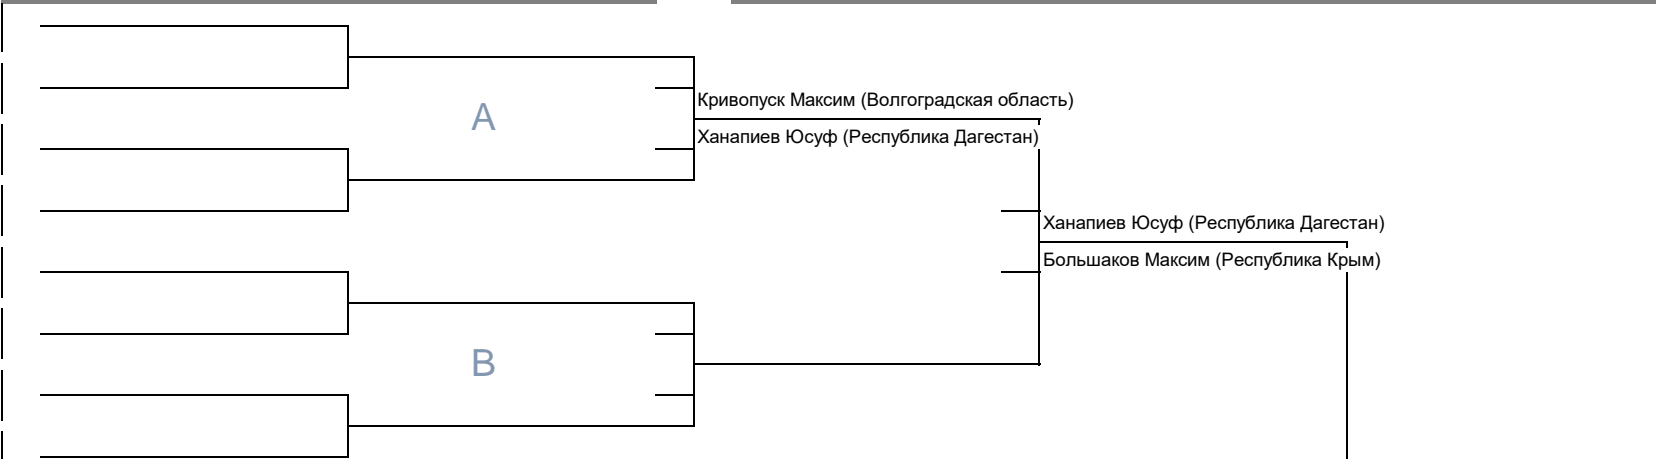 A
Кривопуск Максим (Волгоградская область)
Ханапиев Юсуф (Республика Дагестан)
Ханапиев Юсуф (Республика Дагестан)
Большаков Максим (Республика Крым)
B